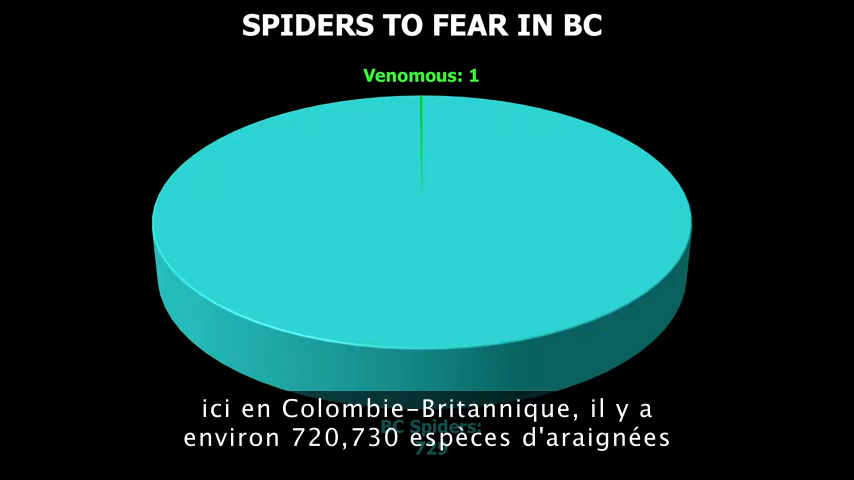 SPIDERS TO FEAR IN BC
Venomous: 1
ici en Colombie-Britannique, il y a
environ 720,730 espèces d'araignées
BC Spiders:
729